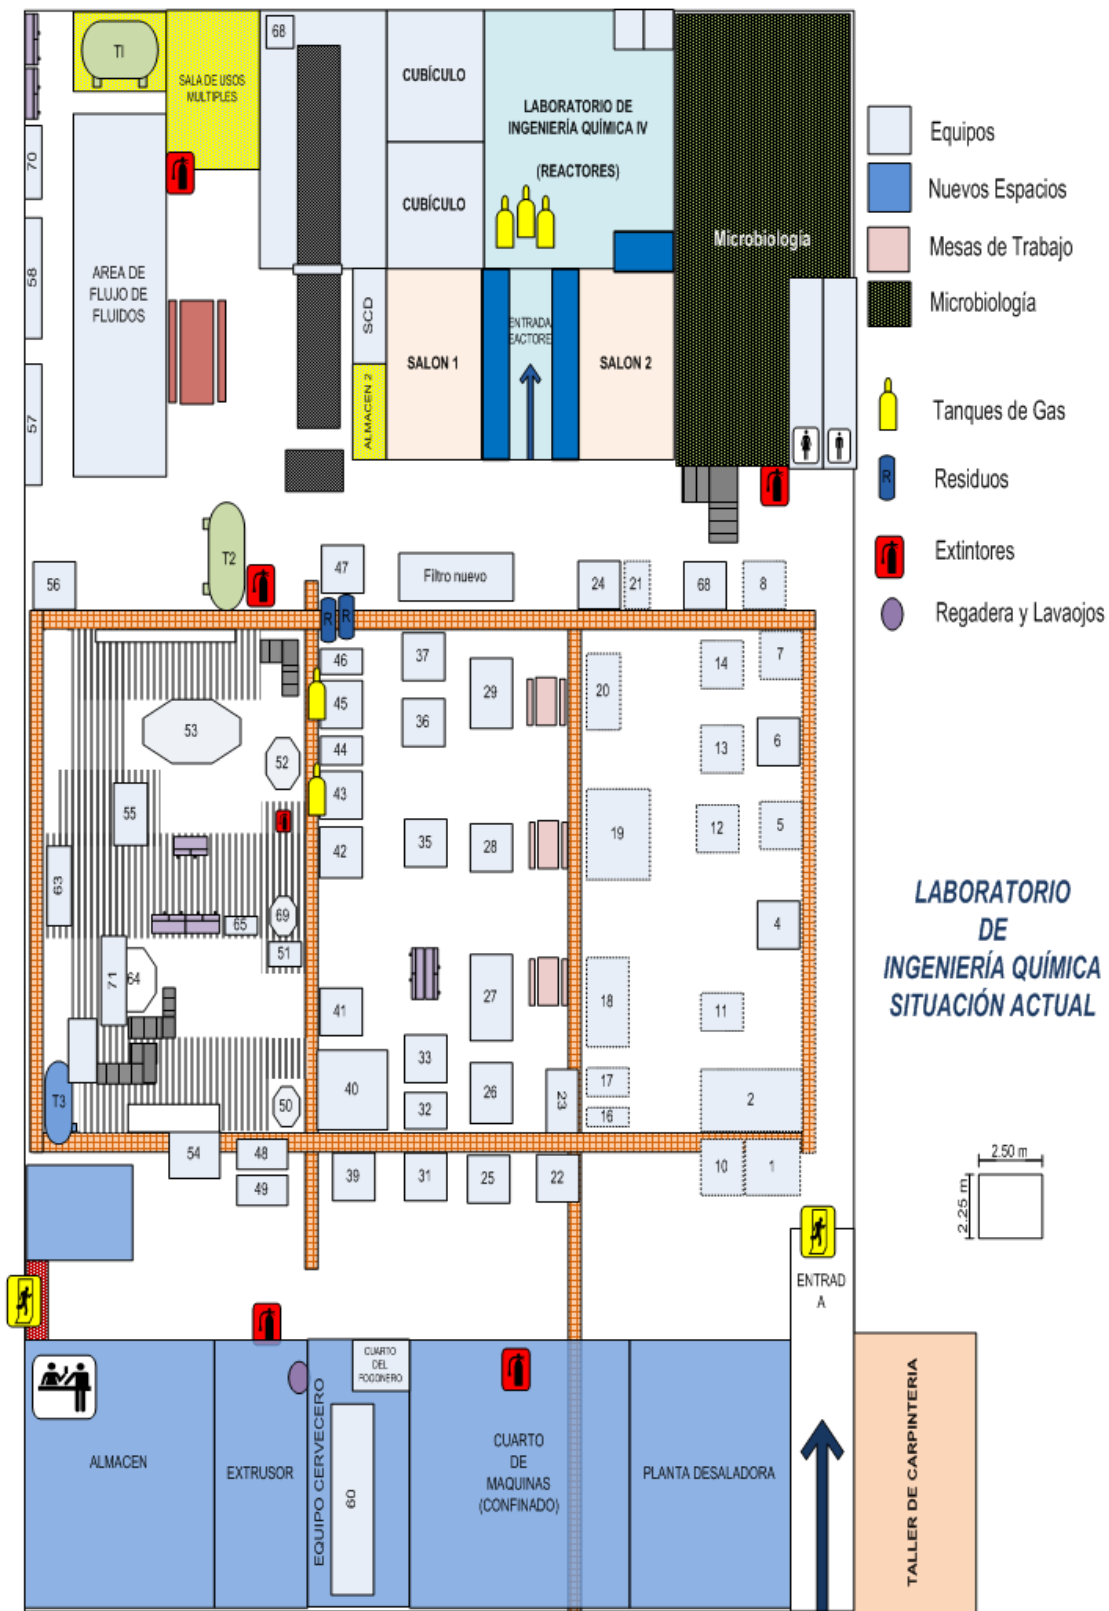 T1
SALA DE USOS
MULTIPLES
68
CUBÍCULO
LABORATORIO DE
INGENIERÍA QUÍMICA IV
(REACTORES)
CUBÍCULO
Microbiología
70
58
57
AREA DE
FLUJO DE
FLUIDOS
SCD
ALMACEN 2
SALON 1
ENTRADA
EACTORE
SALON 2
Equipos
Nuevos Espacios
Mesas de Trabajo
Microbiología
Tanques de Gas
R
Residuos
Extintores
Regadera y Lavaojos
56
T2
47
Filtro nuevo
24
21
68
8
R
R
46
37
29
20
14
7
45
36
53
52
44
13
6
43
55
42
35
28
19
12
5
63
69
65
51
4
64
71
41
27
18
11
33
40
32
26
23
17
16
2
T3
50
54
48
49
39
31
25
22
10
1
LABORATORIO
DE
INGENIERÍA QUÍMICA
SITUACIÓN ACTUAL
2.50 m
2.25 m
ENTRAD
A
ALMACEN
EXTRUSOR
EQUIPO CERVECERO
CUARTO
DEL
FOGONERO
60
CUARTO
DE
MAQUINAS
(CONFINADO)
PLANTA DESALADORA
TALLER DE CARPINTERIA